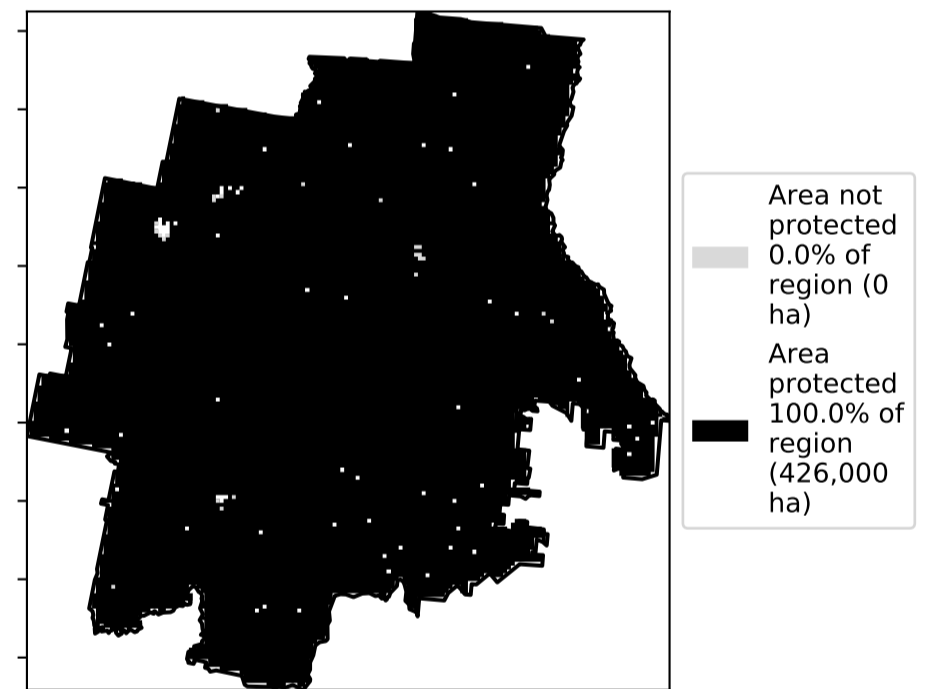 Area not
protected
0.0% of
region (0
ha)
Area
protected
100.0% of
region
(426,000
ha)